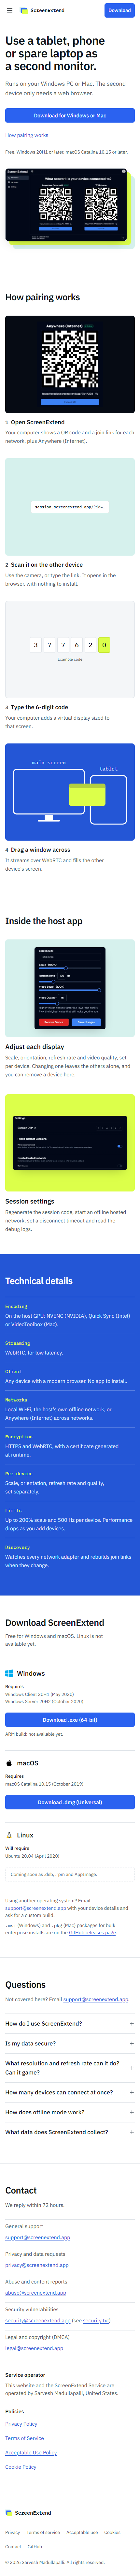 ScreenExtend
Download
Use a tablet, phone
or spare laptop as
a second monitor.
Runs on your Windows PC or Mac. The second
device only needs a web browser.
Download for Windows or Mac
How pairing works
Free. Windows 20H1 or later, macOS Catalina 10.15 or later.
ScreenExtend
How pairing works
1 Open ScreenExtend
Your computer shows a QR code and a join link for each
network, plus Anywhere (Internet).
2 Scan it on the other device
Use the camera, or type the link. It opens in the
browser, with nothing to install.
3 7 7 6 2 0
Example code
3 Type the 6-digit code
Your computer adds a virtual display sized to
that screen.
main screen
tablet
4 Drag a window across
It streams over WebRTC and fills the other
device's screen.
Inside the host app
Adjust each display
Scale, orientation, refresh rate and video quality, set
per device. Changing one leaves the others alone, and
you can remove a device here.
Session settings
Regenerate the session code, start an offline hosted
network, set a disconnect timeout and read the
debug logs.
Technical details
Encoding
On the host GPU: NVENC (NVIDIA), Quick Sync (Intel)
or VideoToolbox (Mac).
Streaming
WebRTC, for low latency.
Client
Any device with a modern browser. No app to install.
Networks
Local Wi-Fi, the host's own offline network, or
Anywhere (Internet) across networks.
Encryption
HTTPS and WebRTC, with a certificate generated
at runtime.
Per device
Scale, orientation, refresh rate and quality,
set separately.
Limits
Up to 200% scale and 500 Hz per device. Performance
drops as you add devices.
Discovery
Watches every network adapter and rebuilds join links
when they change.
Download ScreenExtend
Free for Windows and macOS. Linux is not
available yet.
Windows
Requires
Windows Client 20H1 (May 2020)
Windows Server 20H2 (October 2020)
Download .exe (64-bit)
ARM build: not available yet.
macOS
Requires
macOS Catalina 10.15 (October 2019)
Download .dmg (Universal)
Linux
Will require
Ubuntu 20.04 (April 2020)
Coming soon as .deb, .rpm and AppImage.
Using another operating system? Email
support@screenextend.app with your device details and
ask for a custom build.
.msi (Windows) and .pkg (Mac) packages for bulk
enterprise installs are on the GitHub releases page.
Questions
Not covered here? Email support@screenextend.app.
How do I use ScreenExtend?
Is my data secure?
What resolution and refresh rate can it do?
Can it game?
How many devices can connect at once?
How does offline mode work?
What data does ScreenExtend collect?
Contact
We reply within 72 hours.
General support
support@screenextend.app
Privacy and data requests
privacy@screenextend.app
Abuse and content reports
abuse@screenextend.app
Security vulnerabilities
security@screenextend.app (see security.txt)
Legal and copyright (DMCA)
legal@screenextend.app
Service operator
This website and the ScreenExtend Service are
operated by Sarvesh Madullapalli, United States.
Policies
Privacy Policy
Terms of Service
Acceptable Use Policy
Cookie Policy
ScreenExtend
Privacy Terms of service Acceptable use Cookies
Contact GitHub
© 2026 Sarvesh Madullapalli. All rights reserved.